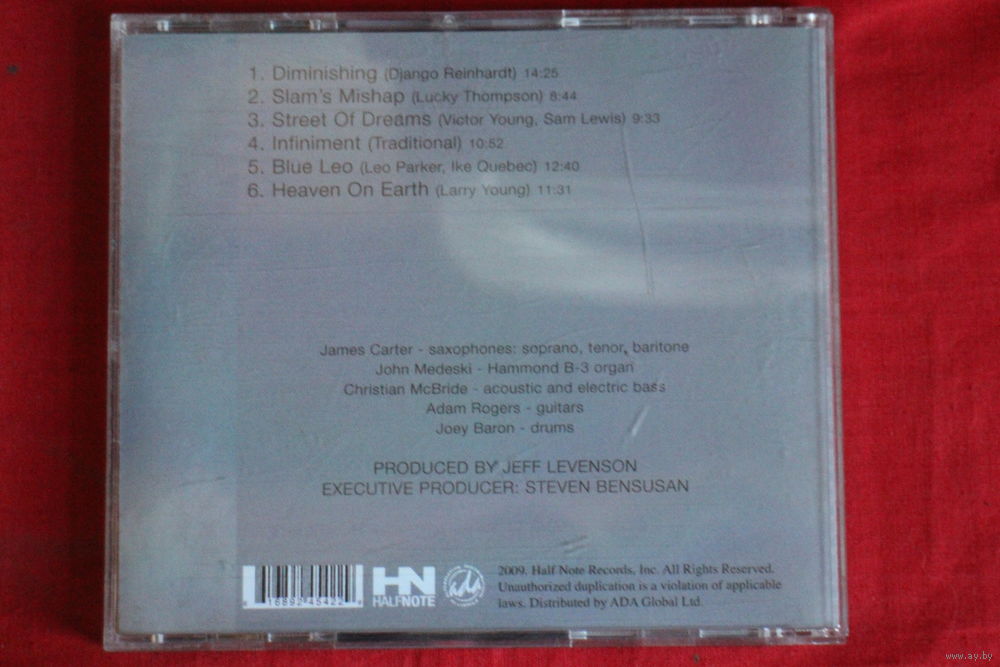 1. Diminishing (Django Reinhardt) 14:25
2. Slam's Mishap (Lucky Thompson) 8:44
3. Street Of Dreams (Victor Young, Sam Lewis) 9:33
4. Infiniment (Traditional) 10:52
5. Blue Leo (Leo Parker, Ike Quebec) 12:40
6. Heaven On Earth (Larry Young) 11:31
James Carter - saxophones: soprano, tenor, baritone
John Medeski - Hammond B-3 organ
Christian McBride - acoustic and electric bass
Adam Rogers - guitars
Joey Baron - drums
PRODUCED BY JEFF LEVENSON
EXECUTIVE PRODUCER: STEVEN BENSUSAN
16892 45422
HN
HALFNOTE
ada
2009. Half Note Records, Inc. All Rights Reserved.
Unauthorized duplication is a violation of applicable
laws. Distributed by ADA Global Ltd.
www.ay.by